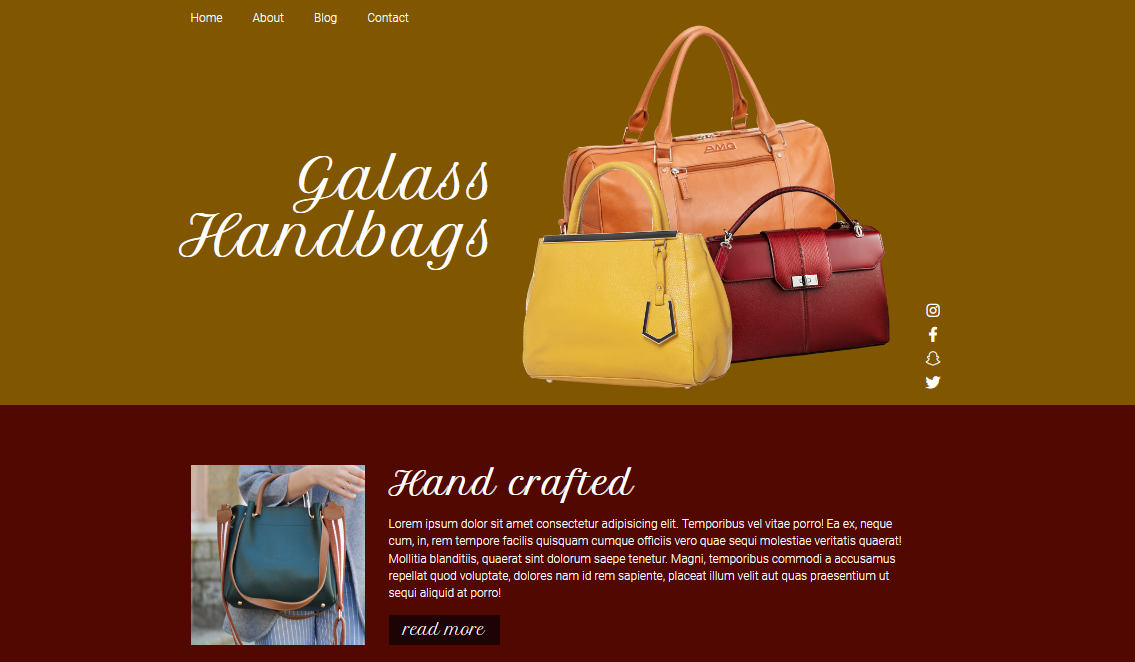 Home About Blog Contact
Galass
Handbags
AMG
Hand crafted
Lorem ipsum dolor sit amet consectetur adipisicing elit. Temporibus vel vitae porro! Ea ex, neque
cum, in, rem tempore facilis quisquam cumque officiis vero quae sequi molestiae veritatis quaerat!
Mollitia blanditiis, quaerat sint dolorum saepe tenetur. Magni, temporibus commodi a accusamus
repellat quod voluptate, dolores nam id rem sapiente, placeat illum velit aut quas praesentium ut
sequi aliquid at porro!
read more